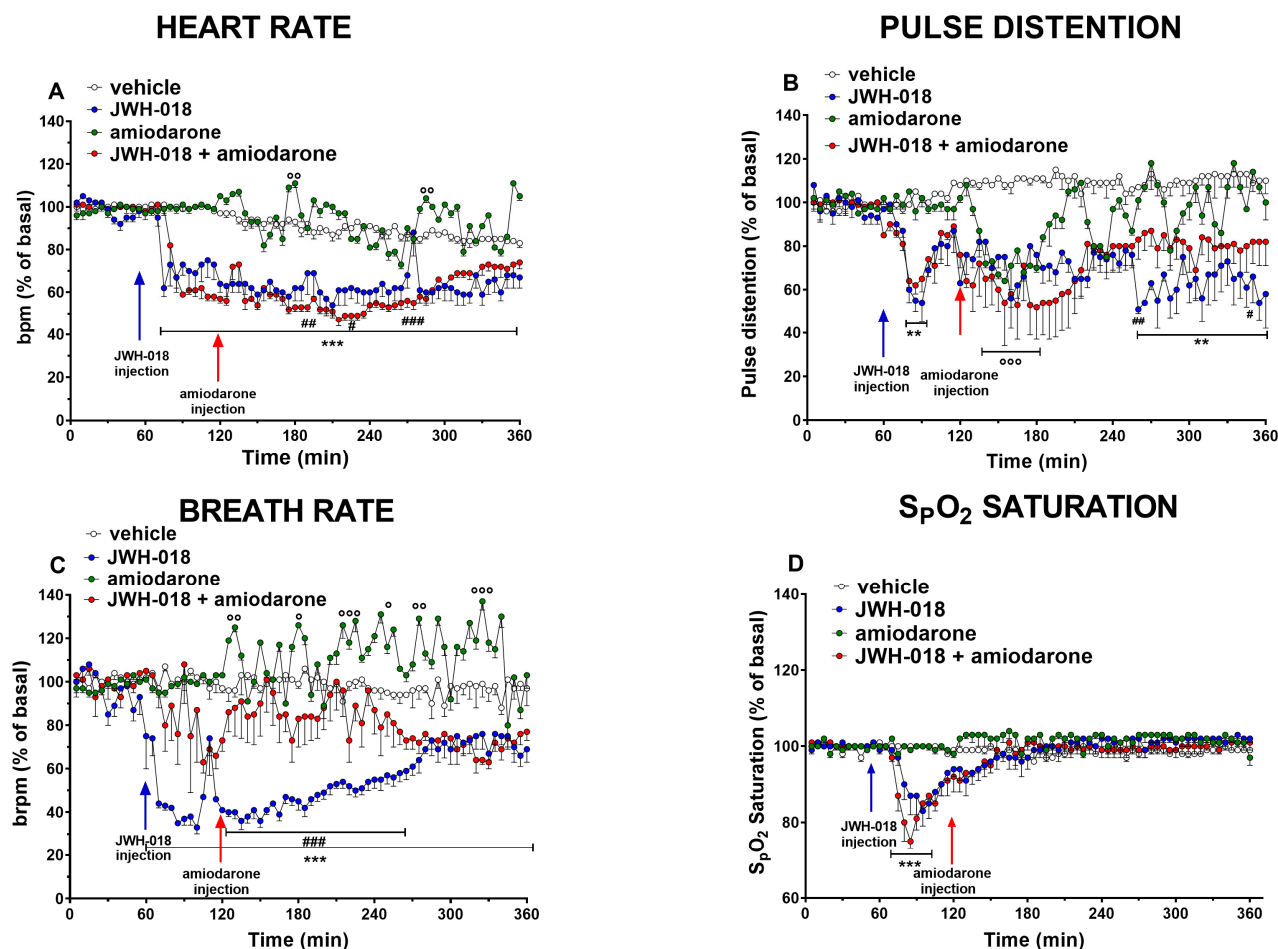 HEART RATE
A
vehicle
JWH-018
amiodarone
JWH-018 + amiodarone
bpm (% of basal)
140
120
100
80
60
40
20
0
°°
°°
##
#
###
***
JWH-018
injection
amiodarone
injection
0 60 120 180 240 300 360
Time (min)
PULSE DISTENTION
B
vehicle
JWH-018
amiodarone
JWH-018 + amiodarone
Pulse distention (% of basal)
140
120
100
80
60
40
20
0
**
°°°
##
#
**
JWH-018
injection
amiodarone
injection
0 60 120 180 240 300 360
Time (min)
BREATH RATE
C
vehicle
JWH-018
amiodarone
JWH-018 + amiodarone
brpm (% of basal)
140
120
100
80
60
40
20
0
°°
°
°°°
°
°°
°°°
###
***
JWH-018
injection
amiodarone
injection
0 60 120 180 240 300 360
Time (min)
SPO2 SATURATION
D
vehicle
JWH-018
amiodarone
JWH-018 + amiodarone
SPO2 Saturation (% of basal)
140
120
100
80
60
***
JWH-018
injection
amiodarone
injection
0 60 120 180 240 300 360
Time (min)